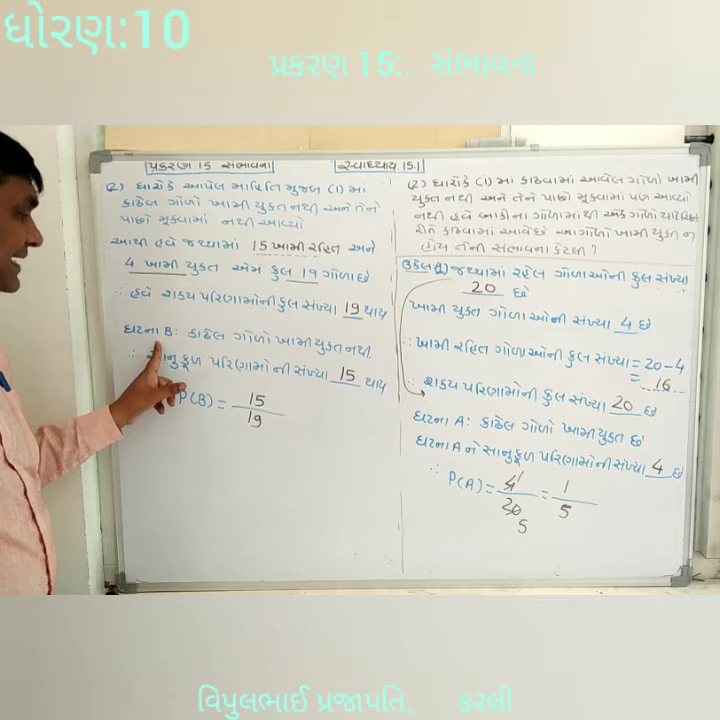 ધોરણ:10
પ્રકરણ 15:. સંભાવના
પ્રકરણ 15 સંભાવના
સ્વાધ્યાય 15.1
(2) ધારોકે આપેલ માહિતિ મુજબ (1) માં
કાઢેલ ગોળો ખામી યુક્ત નથી અને તેનો
પાછો મૂકવામાં નથી આવ્યો
આથી હવે જથ્થામાં 15 ખામી રહિત અને
4 ખામી યુક્ત એમ કુલ 19 ગોળા છે
∴ હવે શક્ય પરિણામોની કુલ સંખ્યા 19 થાય
ઘટના B: કાઢેલ ગોળો ખામીયુક્ત નથી.
∴ સાનુકૂળ પરિણામો ની સંખ્યા 15 થાય
P(B) = 15
19
(2) ધારોકે (1) માં કાઢવામાં આવેલ ગોળો ખામી
યુક્ત નથી અને તેને પાછો મૂકવામાં પણ આવ્યો
નથી હવે બાકીના ગોળામાંથી એક ગોળો યાદચ્છિક
રીતે કાઢવામાં આવે છે આ ગોળો ખામી યુક્ત ન
હોય તેની સંભાવના કેટલી ?
ઉકેલ (1) જથ્થામાં રહેલ ગોળાઓની કુલ સંખ્યા
20 છે
ખામી યુક્ત ગોળાઓની સંખ્યા 4 છે
∴ ખામી રહિત ગોળાઓની કુલ સંખ્યા = 20-4
= 16
∴ શક્ય પરિણામોની કુલ સંખ્યા 20 છે
ઘટના A: કાઢેલ ગોળો ખામીયુક્ત છે
ઘટના A ને સાનુકૂળ પરિણામોની સંખ્યા 4 છે
∴ P(A) = 4 1 = 1
20 5
5
વિપુલભાઈ પ્રજાપતિ. કરલી